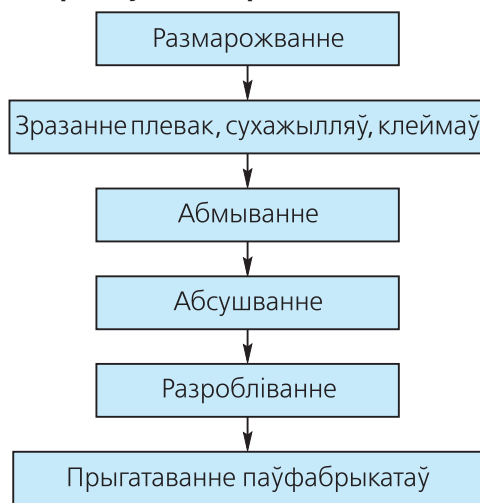 Размарожванне
Зразанне плевак, сухажылляў, клеймаў
Абмыванне
Абсушванне
Разробліванне
Прыгатаванне паўфабрыкатаў